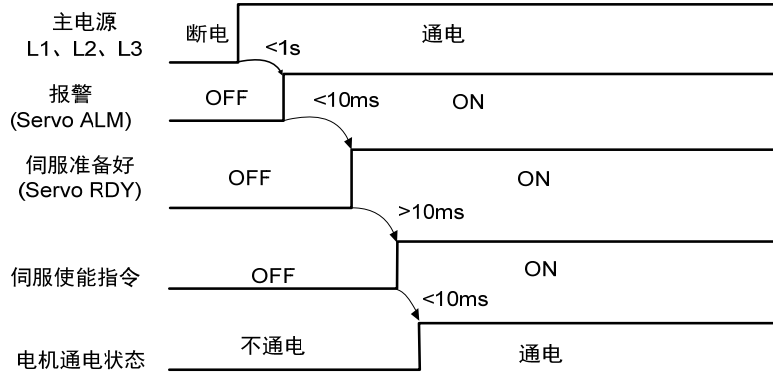 主电源
L1、L2、L3
断电
通电
<1s
报警
(Servo ALM)
OFF
<10ms
ON
伺服准备好
(Servo RDY)
OFF
ON
>10ms
伺服使能指令
OFF
ON
<10ms
电机通电状态
不通电
通电